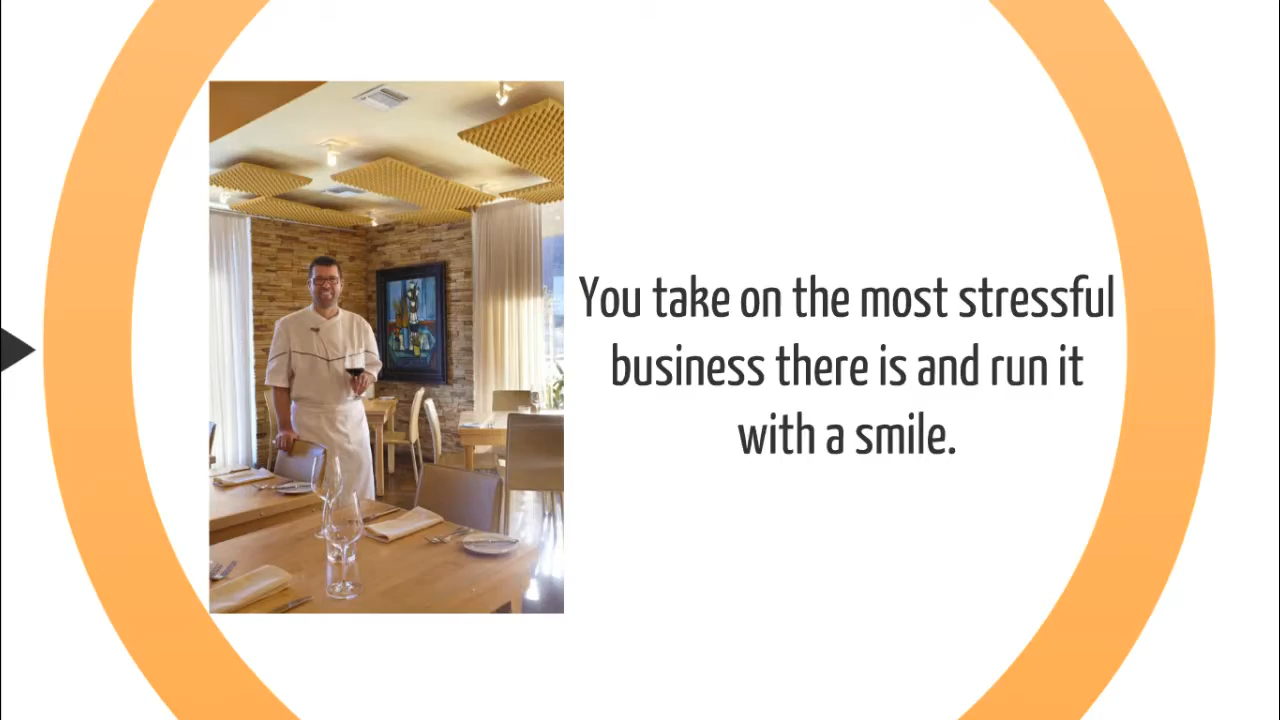 You take on the most stressful
business there is and run it
with a smile.